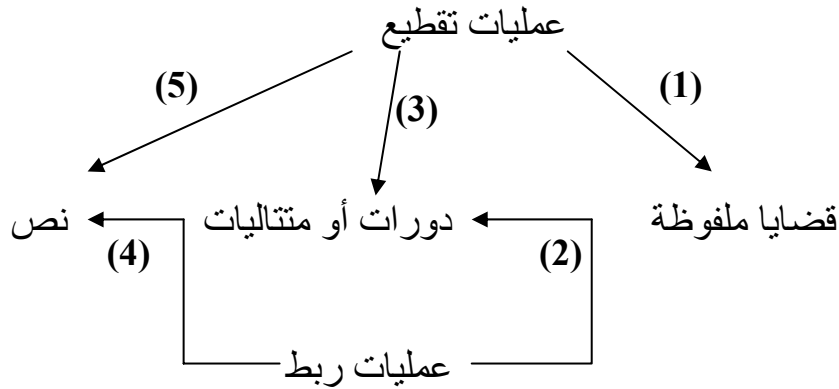 عمليات تقطيع
(1)
(3)
(5)
قضايا ملفوظة
دورات أو متتاليات
نص
(2)
(4)
عمليات ربط